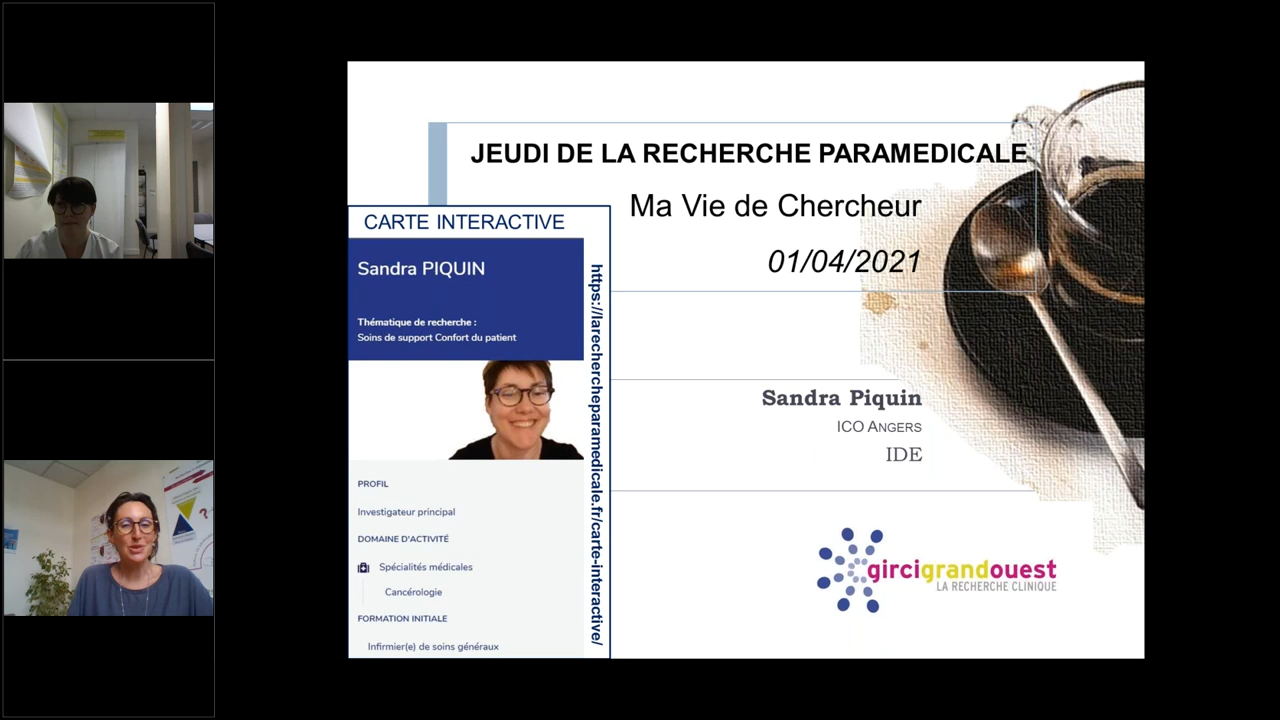 JEUDI DE LA RECHERCHE PARAMEDICALE
Ma Vie de Chercheur
01/04/2021
CARTE INTERACTIVE
Sandra PIQUIN
Thématique de recherche :
Soins de support Confort du patient
PROFIL
Investigateur principal
DOMAINE D'ACTIVITÉ
Spécialités médicales
Cancérologie
FORMATION INITIALE
Infirmier(e) de soins généraux
https://larechercheparamedicale.fr/carte-interactive/
Sandra Piquin
ICO ANGERS
IDE
gircigrandouest
LA RECHERCHE CLINIQUE
?